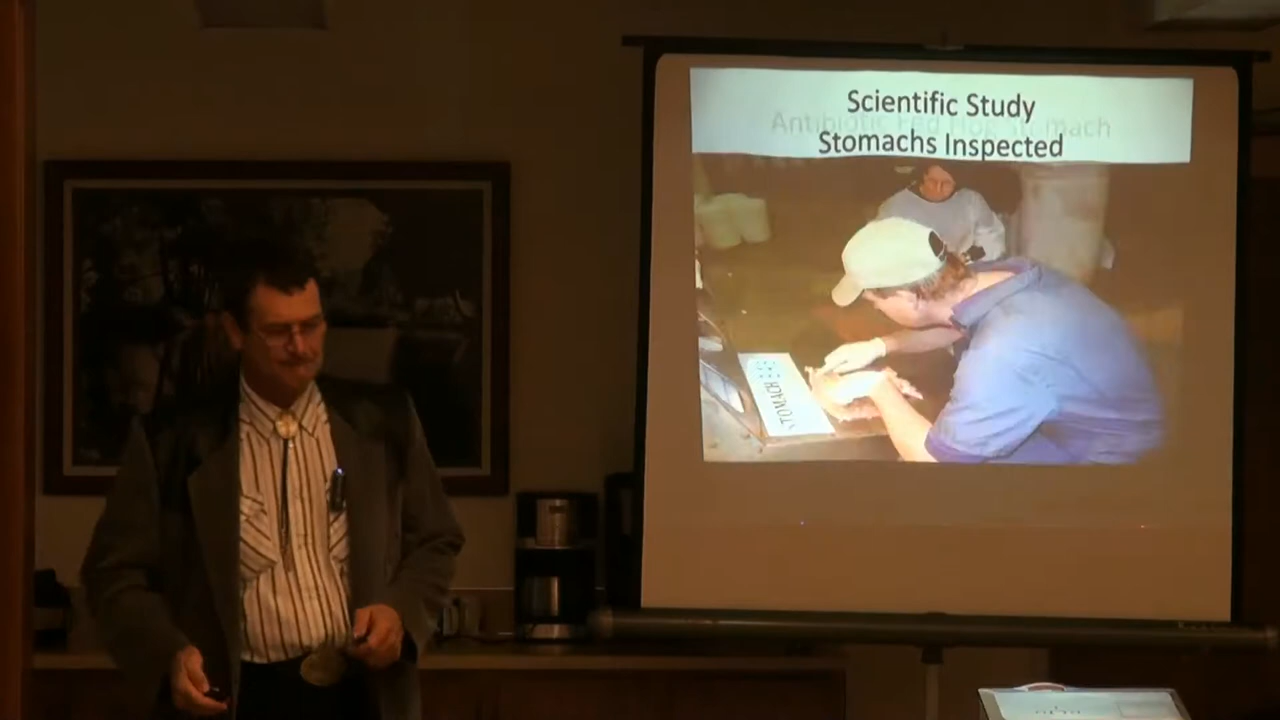 Scientific Study
Antibiotic Fed Hog Stomach
Stomachs Inspected
STOMACH